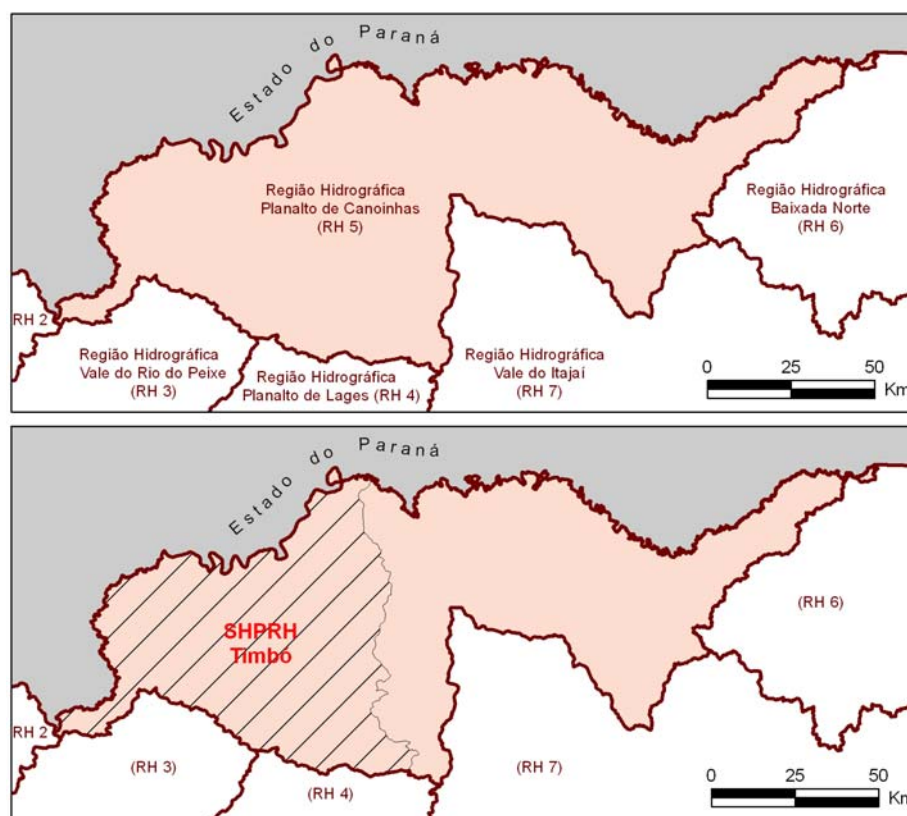 Estado do Paraná
Região Hidrográfica
Planalto de Canoinhas
(RH 5)
Região Hidrográfica
Baixada Norte
(RH 6)
RH 2
Região Hidrográfica
Vale do Rio do Peixe
(RH 3)
Região Hidrográfica
Planalto de Lages (RH 4)
Região Hidrográfica
Vale do Itajaí
(RH 7)
0 25 50
Km
Estado do Paraná
SHPRH
Timbó
(RH 6)
RH 2
(RH 3)
(RH 4)
(RH 7)
0 25 50
Km